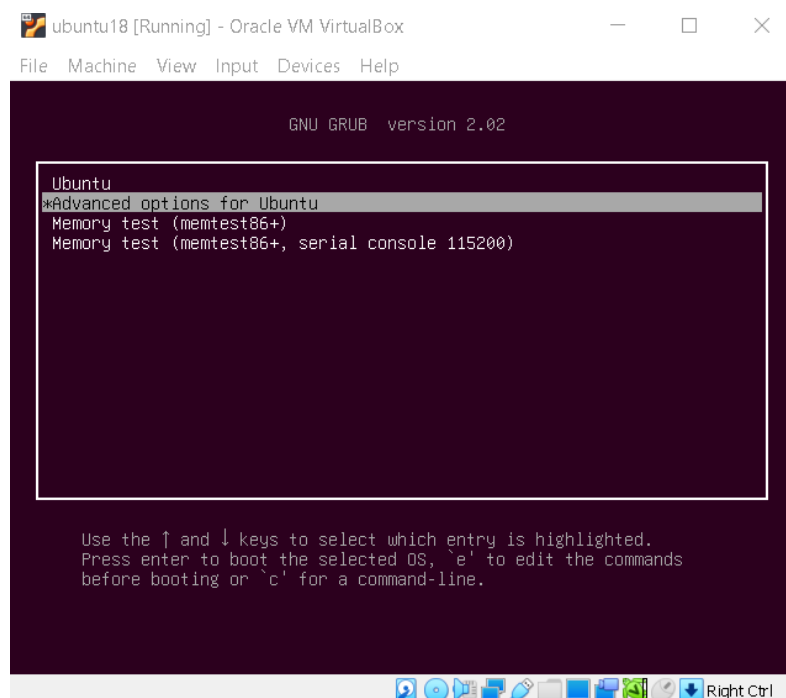 ubuntu18 [Running] - Oracle VM VirtualBox
File Machine View Input Devices Help
GNU GRUB version 2.02
Ubuntu
*Advanced options for Ubuntu
Memory test (memtest86+)
Memory test (memtest86+, serial console 115200)
Use the ↑ and ↓ keys to select which entry is highlighted.
Press enter to boot the selected OS, `e' to edit the commands
before booting or `c' for a command-line.
Right Ctrl